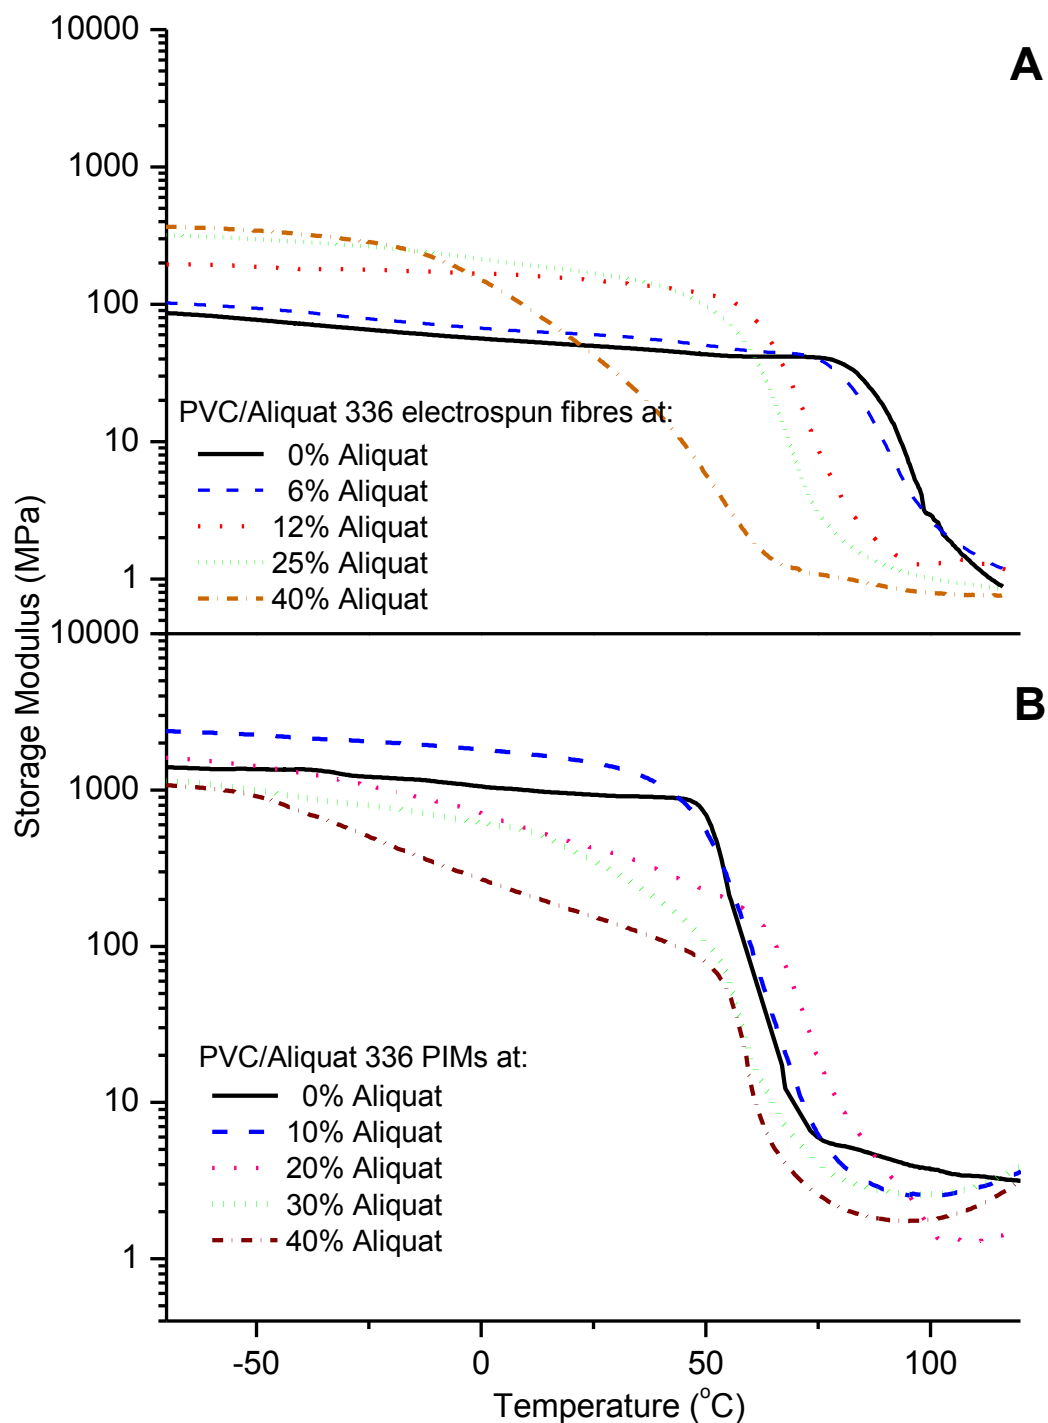 10000
A
1000
100
10
1
PVC/Aliquat 336 electrospun fibres at:
0% Aliquat
6% Aliquat
12% Aliquat
25% Aliquat
40% Aliquat
Storage Modulus (MPa)
10000
B
1000
100
10
1
PVC/Aliquat 336 PIMs at:
0% Aliquat
10% Aliquat
20% Aliquat
30% Aliquat
40% Aliquat
-50 0 50 100
Temperature (°C)